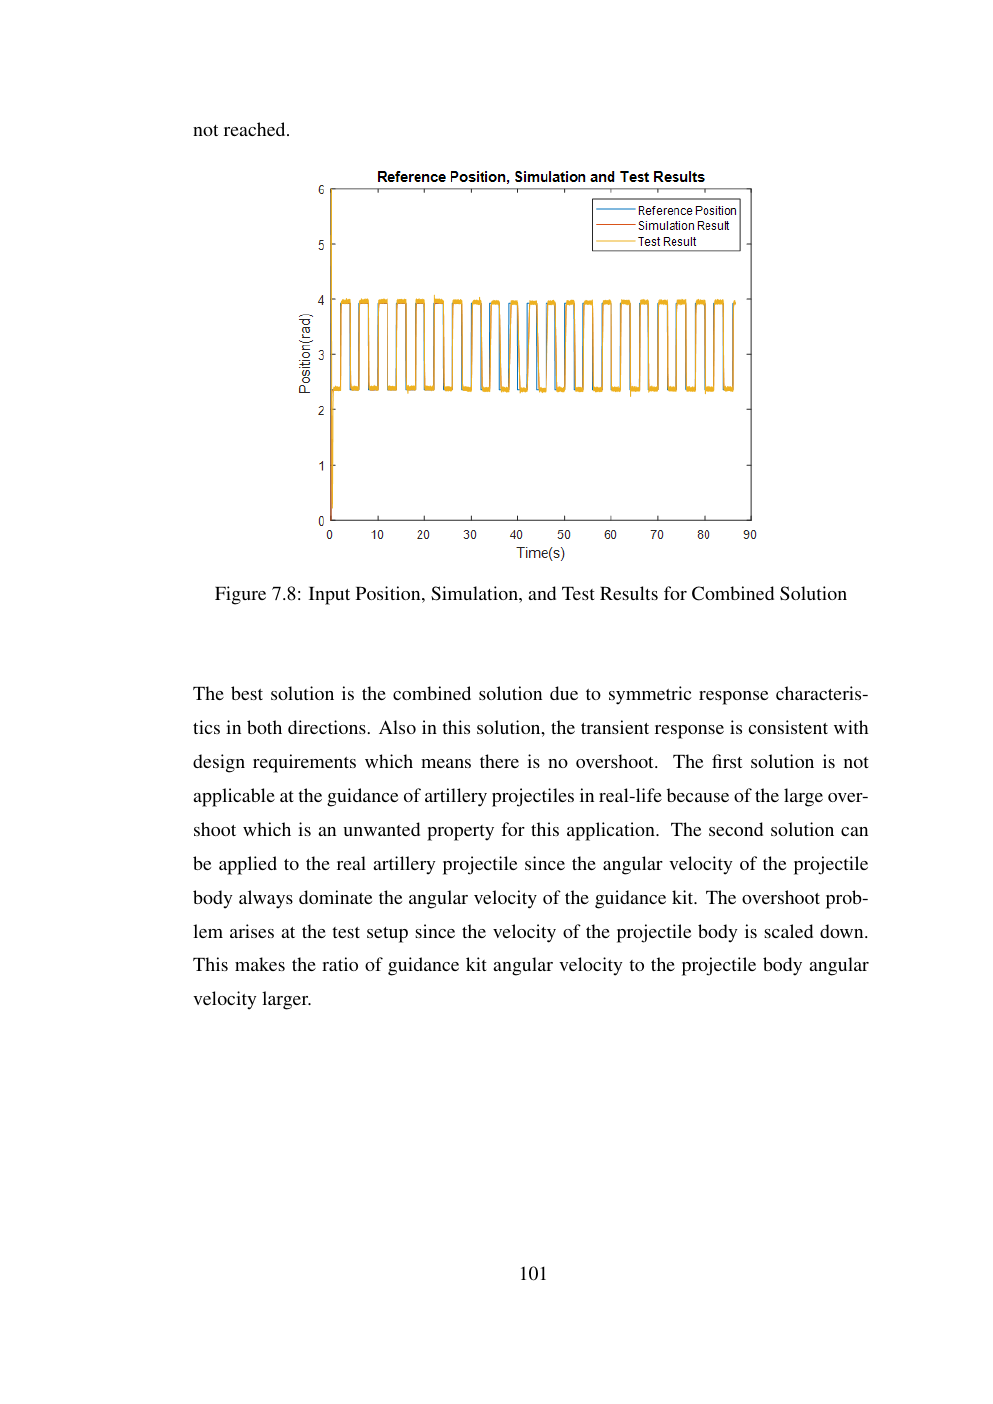 not reached.
Reference Position, Simulation and Test Results
6
5
4
3
2
1
0
Position(rad)
Reference Position
Simulation Result
Test Result
0 10 20 30 40 50 60 70 80 90
Time(s)
Figure 7.8: Input Position, Simulation, and Test Results for Combined Solution
The best solution is the combined solution due to symmetric response characteris-
tics in both directions. Also in this solution, the transient response is consistent with
design requirements which means there is no overshoot. The first solution is not
applicable at the guidance of artillery projectiles in real-life because of the large over-
shoot which is an unwanted property for this application. The second solution can
be applied to the real artillery projectile since the angular velocity of the projectile
body always dominate the angular velocity of the guidance kit. The overshoot prob-
lem arises at the test setup since the velocity of the projectile body is scaled down.
This makes the ratio of guidance kit angular velocity to the projectile body angular
velocity larger.
101